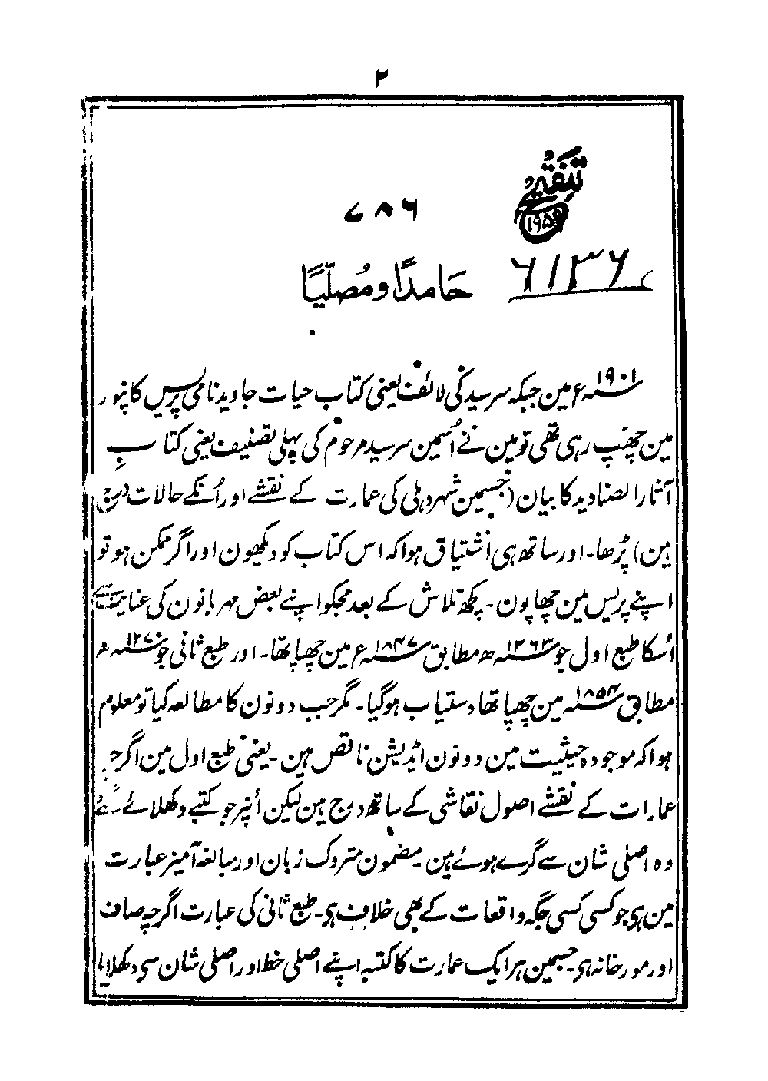 ۲
تنقیح
۱۹۵۹
۷۸۶
۶۱۳۶
حامدًا و مُصلّیًا
۱۹۰۱ء مین جبکہ سرسید کی لائف یعنی کتاب حیات جاوید نامی پریس کانپور
مین چھپ رہی تھی تو مین نے اُسمین سرسید مرحوم کی پہلی تصنیف یعنی کتاب
آثار الصنادید کا بیان (جسمین شہر دہلی کی عمارت کے نقشے اور اُنکے حالات درج
ہین) پڑھا۔ اور ساتھ ہی اشتیاق ہوا کہ اس کتاب کو دیکھون اور اگر ممکن ہو تو
اپنے پریس مین چھاپون۔ کچھ تلاش کے بعد مجکو اپنے بعض مہربانون کی عنایت سے
اُسکا طبع اول جو ۱۲۶۳ھ مطابق ۱۸۴۷ء مین چھپا تھا۔ اور طبع ثانی جو ۱۲۷۰ھ
مطابق ۱۸۵۴ مین چھپا تھا دستیاب ہوگیا۔ مگر جب دونون کا مطالعہ کیا تو معلوم
ہوا کہ موجودہ حیثیت مین دونون اڈیشن ناقص ہین۔ یعنی طبع اول مین اگرچہ
عمارات کے نقشے اصول نقاشی کے ساتھ درج ہین لیکن اُنپر جو کتبے دکھلائے گئے
وہ اصلی شان سے گرے ہوئے ہین۔ مضمون متروک زبان اور مبالغہ آمیز عبارت
مین ہی جو کسی کسی جگہ واقعات کے بھی خلاف ہی۔ طبع ثانی کی عبارت اگرچہ صاف
اور مورخانہ ہی۔ جسمین ہر ایک عمارت کا کتبہ اپنے اصلی خط اور اصلی شان سی دکھلایا